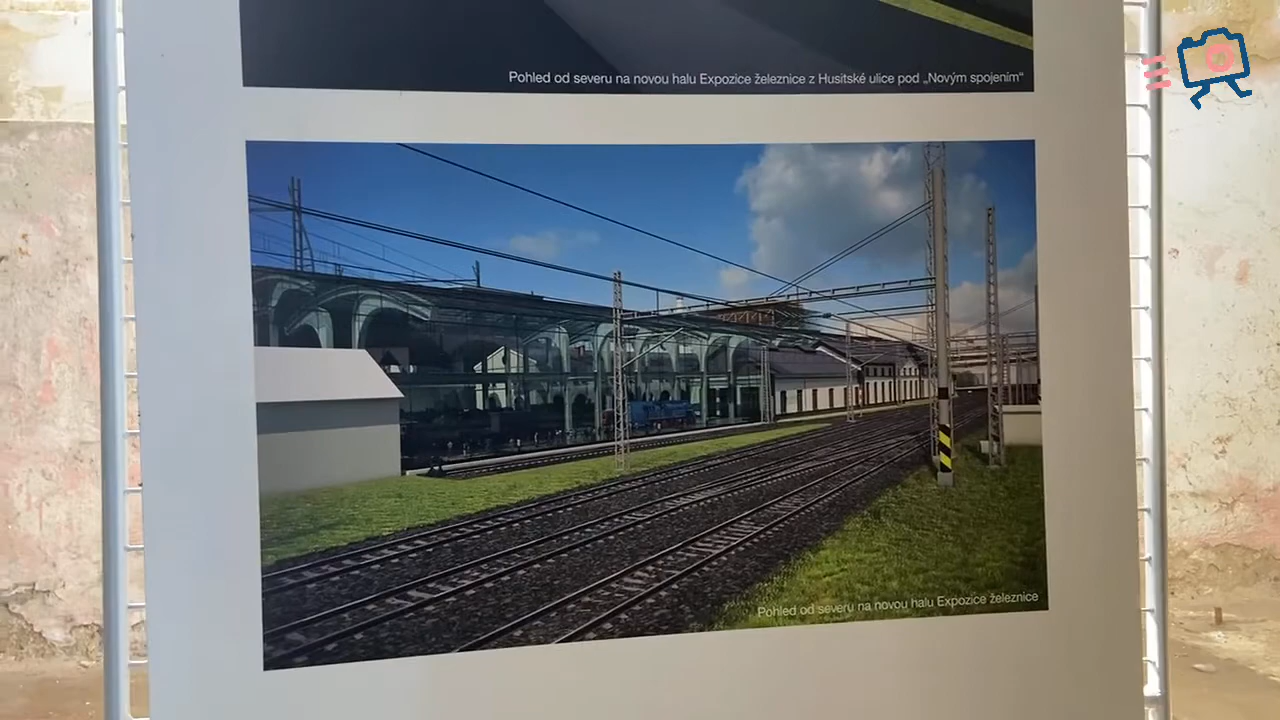 Pohled od severu na novou halu Expozice železnice z Husitské ulice pod „Novým spojením“
Pohled od severu na novou halu Expozice železnice